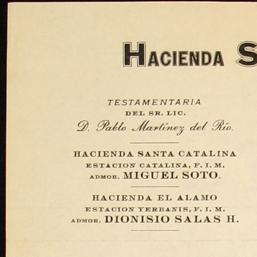 HACIENDA S
TESTAMENTARIA
DEL SR. LIC.
D. Pablo Martínez del Río.
HACIENDA SANTA CATALINA
ESTACION CATALINA, F. I. M.
ADMOR. MIGUEL SOTO.
HACIENDA EL ALAMO
ESTACION YERBANIS, F. I. M.
ADMOR. DIONISIO SALAS H.